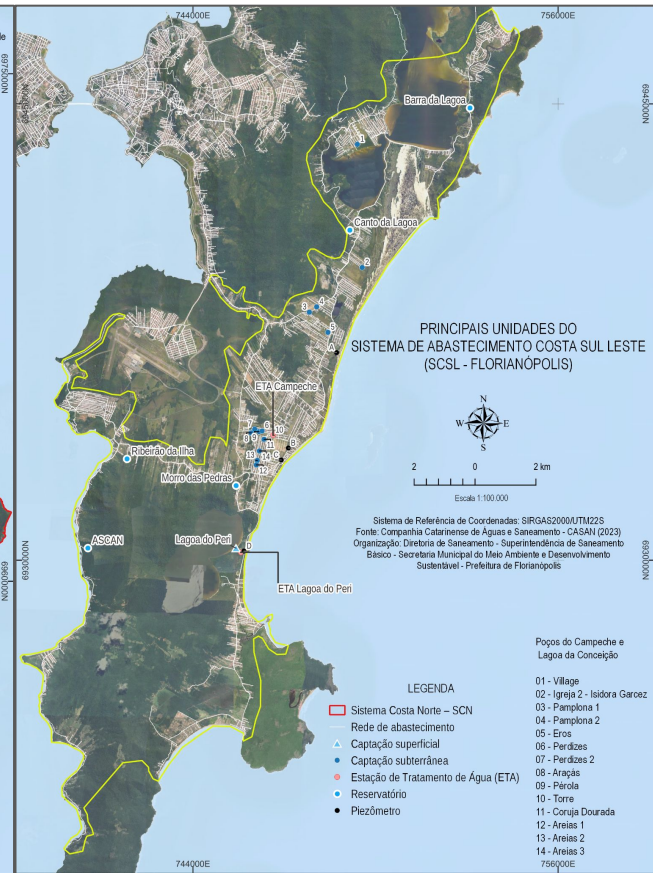 744000E
756000E
le
6975000N
6945000N
Barra da Lagoa
1
Canto da Lagoa
2
4
3
5
A
PRINCIPAIS UNIDADES DO
SISTEMA DE ABASTECIMENTO COSTA SUL LESTE
(SCSL - FLORIANÓPOLIS)
ETA Campeche
N
W E
S
7 6 10
8 9 11
B
13 14 C
12
Ribeirão da Ilha
Morro das Pedras
2 0 2 km
Escala 1:100.000
Sistema de Referência de Coordenadas: SIRGAS2000/UTM22S
Fonte: Companhia Catarinense de Águas e Saneamento - CASAN (2023)
Organização: Diretoria de Saneamento - Superintendência de Saneamento
Básico - Secretaria Municipal do Meio Ambiente e Desenvolvimento
Sustentável - Prefeitura de Florianópolis
ASCAN
Lagoa do Peri
D
6930000N
6960000N
6930000N
ETA Lagoa do Peri
Poços do Campeche e
Lagoa da Conceição
01 - Village
02 - Igreja 2 - Isidora Garcez
03 - Pamplona 1
04 - Pamplona 2
05 - Eros
06 - Perdizes
07 - Perdizes 2
08 - Araçás
09 - Pérola
10 - Torre
11 - Coruja Dourada
12 - Areias 1
13 - Areias 2
14 - Areias 3
LEGENDA
Sistema Costa Norte – SCN
Rede de abastecimento
Captação superficial
Captação subterrânea
Estação de Tratamento de Água (ETA)
Reservatório
Piezômetro
744000E
756000E